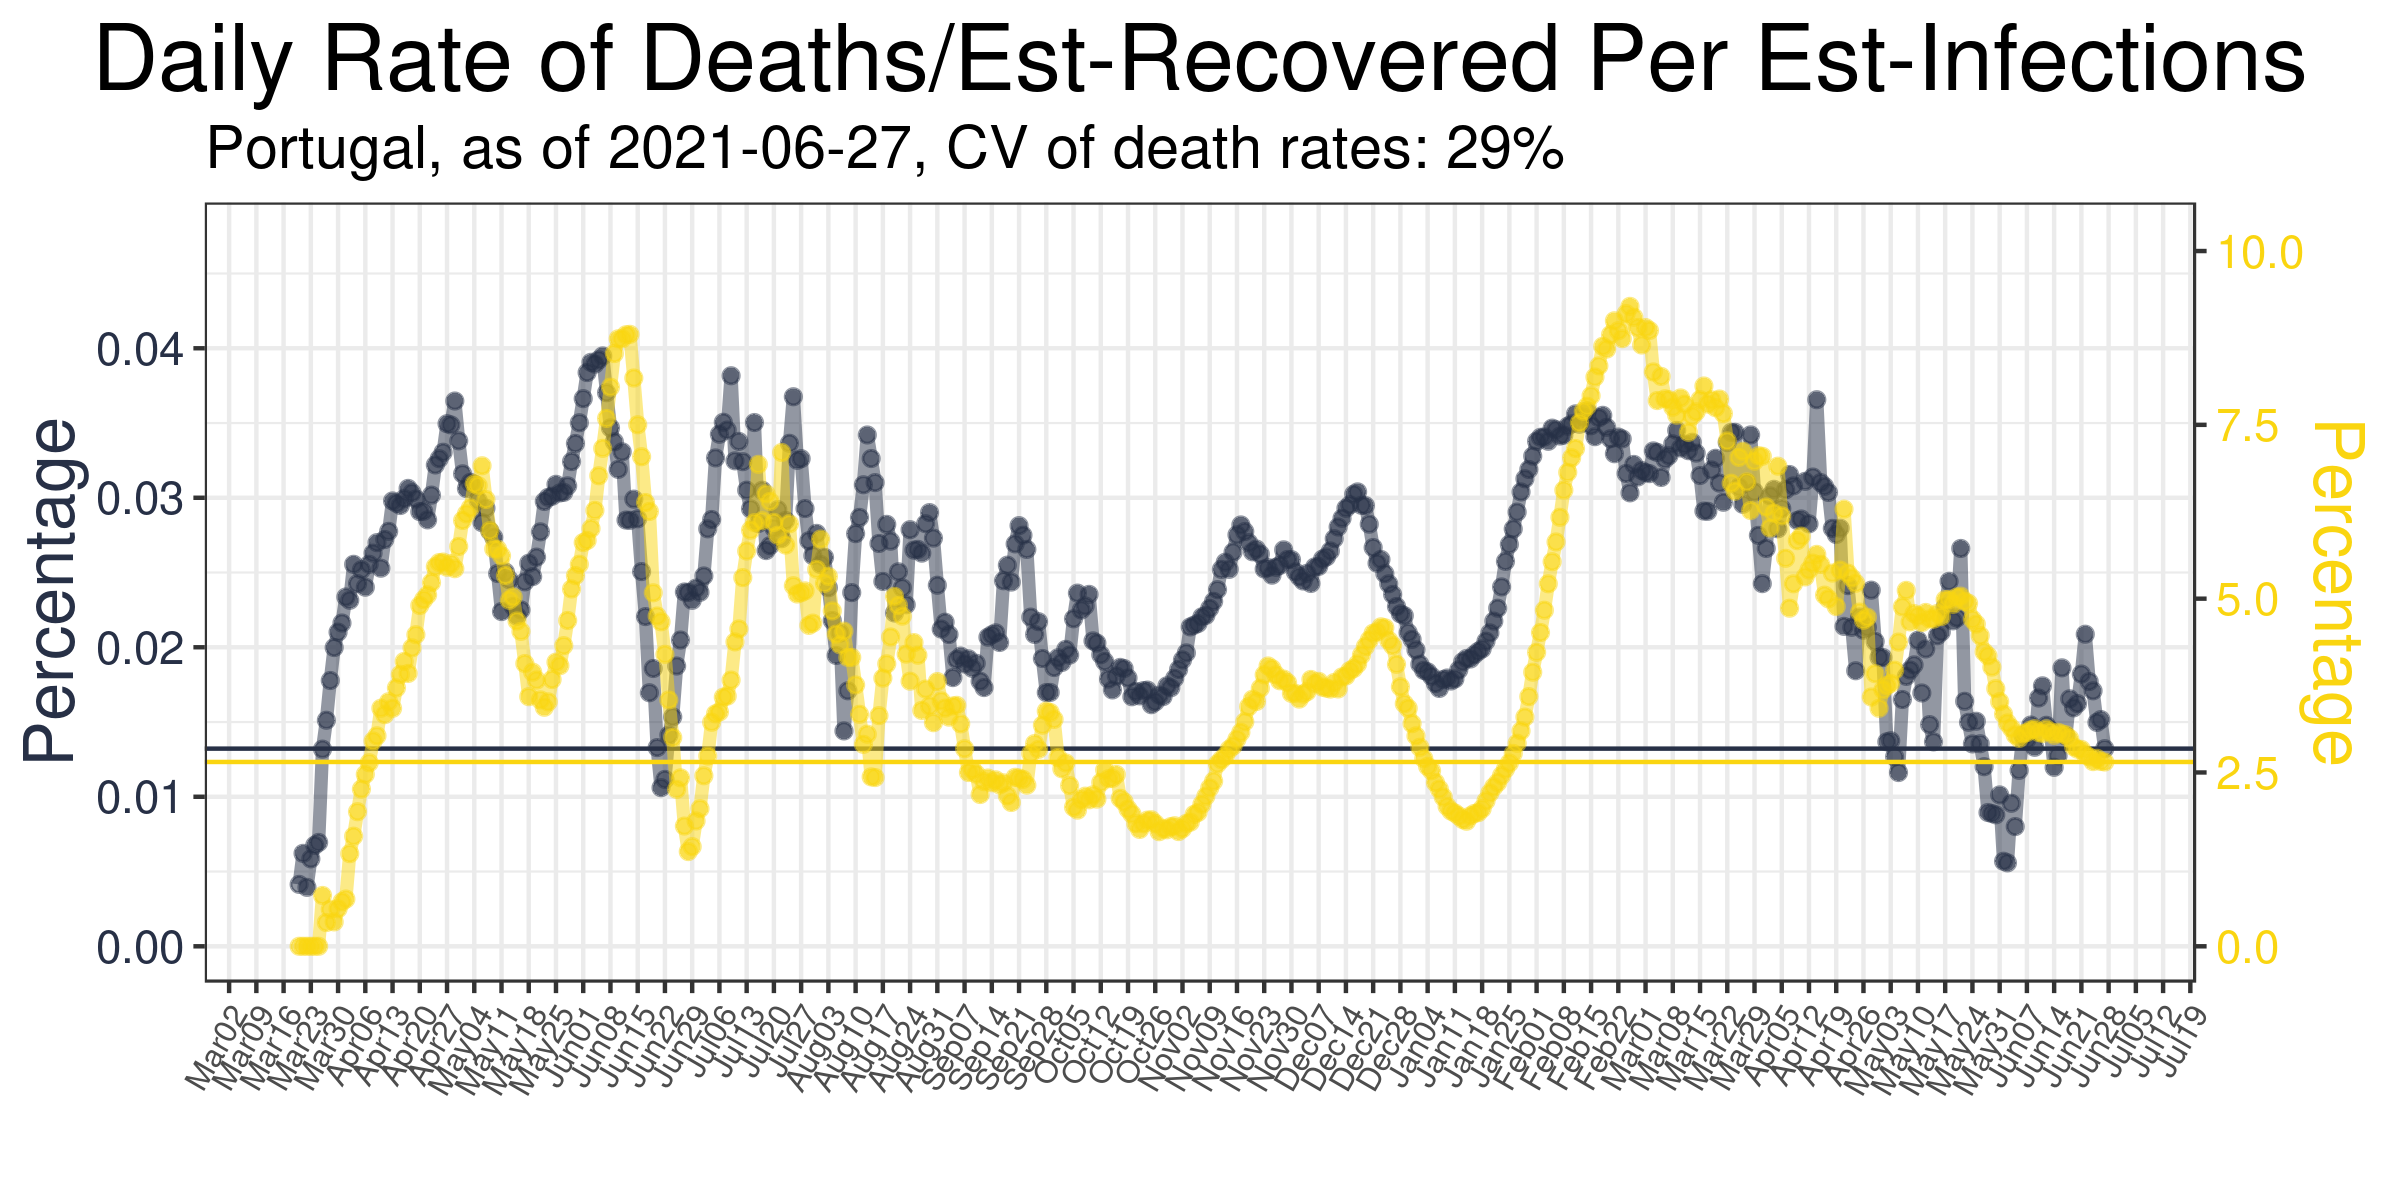 Daily Rate of Deaths/Est-Recovered Per Est-Infections
Portugal, as of 2021-06-27, CV of death rates: 29%
Percentage
0.04
0.03
0.02
0.01
0.00
10.0
7.5
5.0
2.5
0.0
Percentage
Mar02
Mar09
Mar16
Mar23
Mar30
Apr06
Apr13
Apr20
Apr27
May04
May11
May18
May25
Jun01
Jun08
Jun15
Jun22
Jun29
Jul06
Jul13
Jul20
Jul27
Aug03
Aug10
Aug17
Aug24
Aug31
Sep07
Sep14
Sep21
Sep28
Oct05
Oct12
Oct19
Oct26
Nov02
Nov09
Nov16
Nov23
Nov30
Dec07
Dec14
Dec21
Dec28
Jan04
Jan11
Jan18
Jan25
Feb01
Feb08
Feb15
Feb22
Mar01
Mar08
Mar15
Mar22
Mar29
Apr05
Apr12
Apr19
Apr26
May03
May10
May17
May24
May31
Jun07
Jun14
Jun21
Jun28
Jul05
Jul12
Jul19